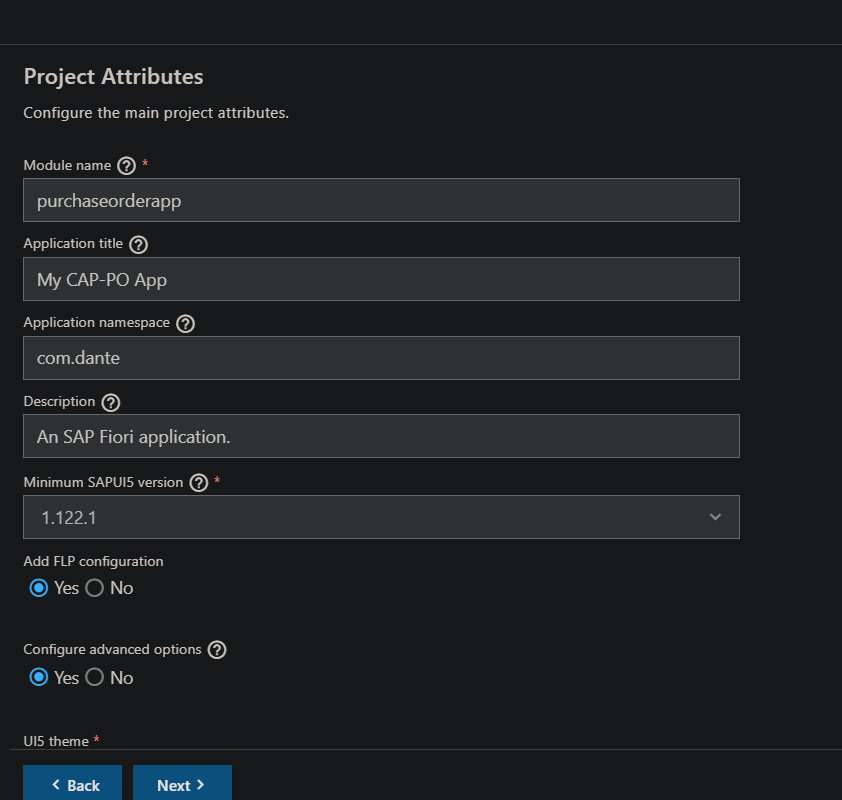 Project Attributes
Configure the main project attributes.
Module name ? *
purchaseorderapp
Application title ?
My CAP-PO App
Application namespace ?
com.dante
Description ?
An SAP Fiori application.
Minimum SAPUI5 version ? *
1.122.1
Add FLP configuration
Yes No
Configure advanced options ?
Yes No
UI5 theme *
< Back Next >